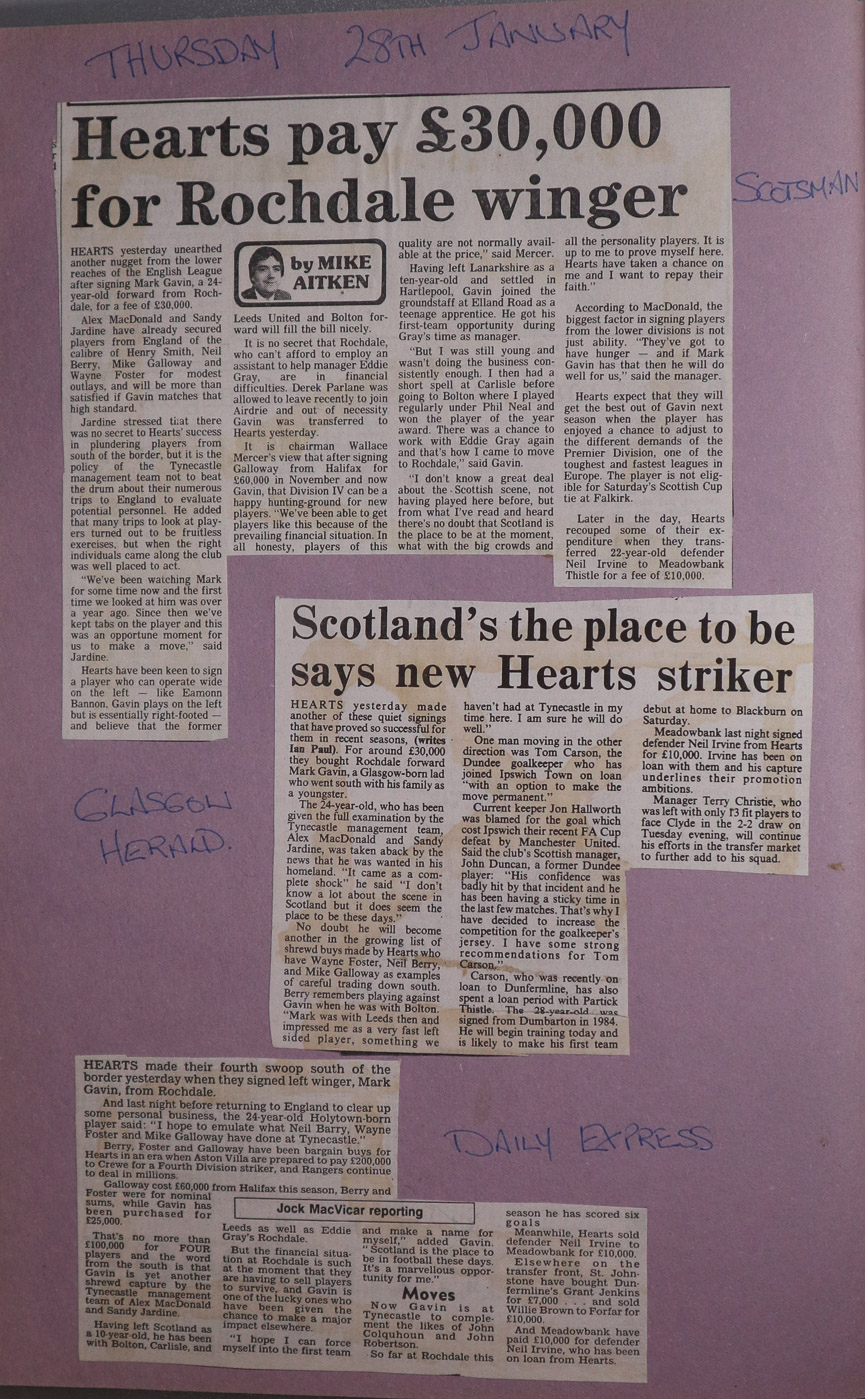 THURSDAY 28TH JANUARY
Hearts pay £30,000
for Rochdale winger
SCOTSMAN
HEARTS yesterday unearthed
another nugget from the lower
reaches of the English League
after signing Mark Gavin, a 24-
year-old forward from Roch-
dale, for a fee of £30,000.
Alex MacDonald and Sandy
Jardine have already secured
players from England of the
calibre of Henry Smith, Neil
Berry, Mike Galloway and
Wayne Foster for modest
outlays, and will be more than
satisfied if Gavin matches that
high standard.
Jardine stressed that there
was no secret to Hearts' success
in plundering players from
south of the border, but it is the
policy of the Tynecastle
management team not to beat
the drum about their numerous
trips to England to evaluate
potential personnel. He added
that many trips to look at play-
ers turned out to be fruitless
exercises, but when the right
individuals came along the club
was well placed to act.
"We've been watching Mark
for some time now and the first
time we looked at him was over
a year ago. Since then we've
kept tabs on the player and this
was an opportune moment for
us to make a move," said
Jardine.
Hearts have been keen to sign
a player who can operate wide
on the left — like Eamonn
Bannon, Gavin plays on the left
but is essentially right-footed —
and believe that the former
by MIKE
AITKEN
Leeds United and Bolton for-
ward will fill the bill nicely.
It is no secret that Rochdale,
who can't afford to employ an
assistant to help manager Eddie
Gray, are in financial
difficulties. Derek Parlane was
allowed to leave recently to join
Airdrie and out of necessity
Gavin was transferred to
Hearts yesterday.
It is chairman Wallace
Mercer's view that after signing
Galloway from Halifax for
£60,000 in November and now
Gavin, that Division IV can be a
happy hunting-ground for new
players. "We've been able to get
players like this because of the
prevailing financial situation. In
all honesty, players of this
quality are not normally avail-
able at the price," said Mercer.
Having left Lanarkshire as a
ten-year-old and settled in
Hartlepool, Gavin joined the
groundstaff at Elland Road as a
teenage apprentice. He got his
first-team opportunity during
Gray's time as manager.
"But I was still young and
wasn't doing the business con-
sistently enough. I then had a
short spell at Carlisle before
going to Bolton where I played
regularly under Phil Neal and
won the player of the year
award. There was a chance to
work with Eddie Gray again
and that's how I came to move
to Rochdale," said Gavin.
"I don't know a great deal
about the Scottish scene, not
having played here before, but
from what I've read and heard
there's no doubt that Scotland is
the place to be at the moment,
what with the big crowds and
all the personality players. It is
up to me to prove myself here.
Hearts have taken a chance on
me and I want to repay their
faith."
According to MacDonald, the
biggest factor in signing players
from the lower divisions is not
just ability. "They've got to
have hunger — and if Mark
Gavin has that then he will do
well for us," said the manager.
Hearts expect that they will
get the best out of Gavin next
season when the player has
enjoyed a chance to adjust to
the different demands of the
Premier Division, one of the
toughest and fastest leagues in
Europe. The player is not elig-
ible for Saturday's Scottish Cup
tie at Falkirk.
Later in the day, Hearts
recouped some of their ex-
penditure when they trans-
ferred 22-year-old defender
Neil Irvine to Meadowbank
Thistle for a fee of £10,000.
Scotland's the place to be
says new Hearts striker
GLASGOW
HERALD.
HEARTS yesterday made
another of these quiet signings
that have proved so successful for
them in recent seasons, (writes
Ian Paul). For around £30,000
they bought Rochdale forward
Mark Gavin, a Glasgow-born lad
who went south with his family as
a youngster.
The 24-year-old, who has been
given the full examination by the
Tynecastle management team,
Alex MacDonald and Sandy
Jardine, was taken aback by the
news that he was wanted in his
homeland. "It came as a com-
plete shock" he said "I don't
know a lot about the scene in
Scotland but it does seem the
place to be these days."
No doubt he will become
another in the growing list of
shrewd buys made by Hearts who
have Wayne Foster, Neil Berry,
and Mike Galloway as examples
of careful trading down south.
Berry remembers playing against
Gavin when he was with Bolton.
"Mark was with Leeds then and
impressed me as a very fast left
sided player, something we
haven't had at Tynecastle in my
time here. I am sure he will do
well."
One man moving in the other
direction was Tom Carson, the
Dundee goalkeeper who has
joined Ipswich Town on loan
"with an option to make the
move permanent."
Current keeper Jon Hallworth
was blamed for the goal which
cost Ipswich their recent FA Cup
defeat by Manchester United.
Said the club's Scottish manager,
John Duncan, a former Dundee
player: "His confidence was
badly hit by that incident and he
has been having a sticky time in
the last few matches. That's why I
have decided to increase the
competition for the goalkeeper's
jersey. I have some strong
recommendations for Tom
Carson."
Carson, who was recently on
loan to Dunfermline, has also
spent a loan period with Partick
Thistle. The 28-year-old was
signed from Dumbarton in 1984.
He will begin training today and
is likely to make his first team
debut at home to Blackburn on
Saturday.
Meadowbank last night signed
defender Neil Irvine from Hearts
for £10,000. Irvine has been on
loan with them and his capture
underlines their promotion
ambitions.
Manager Terry Christie, who
was left with only 13 fit players to
face Clyde in the 2-2 draw on
Tuesday evening, will continue
his efforts in the transfer market
to further add to his squad.
DAILY EXPRESS
HEARTS made their fourth swoop south of the
border yesterday when they signed left winger, Mark
Gavin, from Rochdale.
And last night before returning to England to clear up
some personal business, the 24-year-old Holytown-born
player said: "I hope to emulate what Neil Barry, Wayne
Foster and Mike Galloway have done at Tynecastle."
Berry, Foster and Galloway have been bargain buys for
Hearts in an era when Aston Villa are prepared to pay £200,000
to Crewe for a Fourth Division striker, and Rangers continue
to deal in millions.
Galloway cost £60,000 from Halifax this season, Berry and
Foster were for nominal
sums, while Gavin has
been purchased for
£25,000.
That's no more than
£100,000 for FOUR
players and the word
from the south is that
Gavin is yet another
shrewd capture by the
Tynecastle management
team of Alex MacDonald
and Sandy Jardine.
Having left Scotland as
a 10-year-old, he has been
with Bolton, Carlisle, and
Jock MacVicar reporting
Leeds as well as Eddie
Gray's Rochdale.
But the financial situa-
tion at Rochdale is such
at the moment that they
are having to sell players
to survive, and Gavin is
one of the lucky ones who
have been given the
chance to make a major
impact elsewhere.
"I hope I can force
myself into the first team
and make a name for
myself," added Gavin.
"Scotland is the place to
be in football these days.
It's a marvellous oppor-
tunity for me."
Moves
Now Gavin is at
Tynecastle to comple-
ment the likes of John
Colquhoun and John
Robertson.
So far at Rochdale this
season he has scored six
goals
Meanwhile, Hearts sold
defender Neil Irvine to
Meadowbank for £10,000.
Elsewhere on the
transfer front, St. John-
stone have bought Dun-
fermline's Grant Jenkins
for £7,000 . . . and sold
Willie Brown to Forfar for
£10,000.
And Meadowbank have
paid £10,000 for defender
Neil Irvine, who has been
on loan from Hearts.